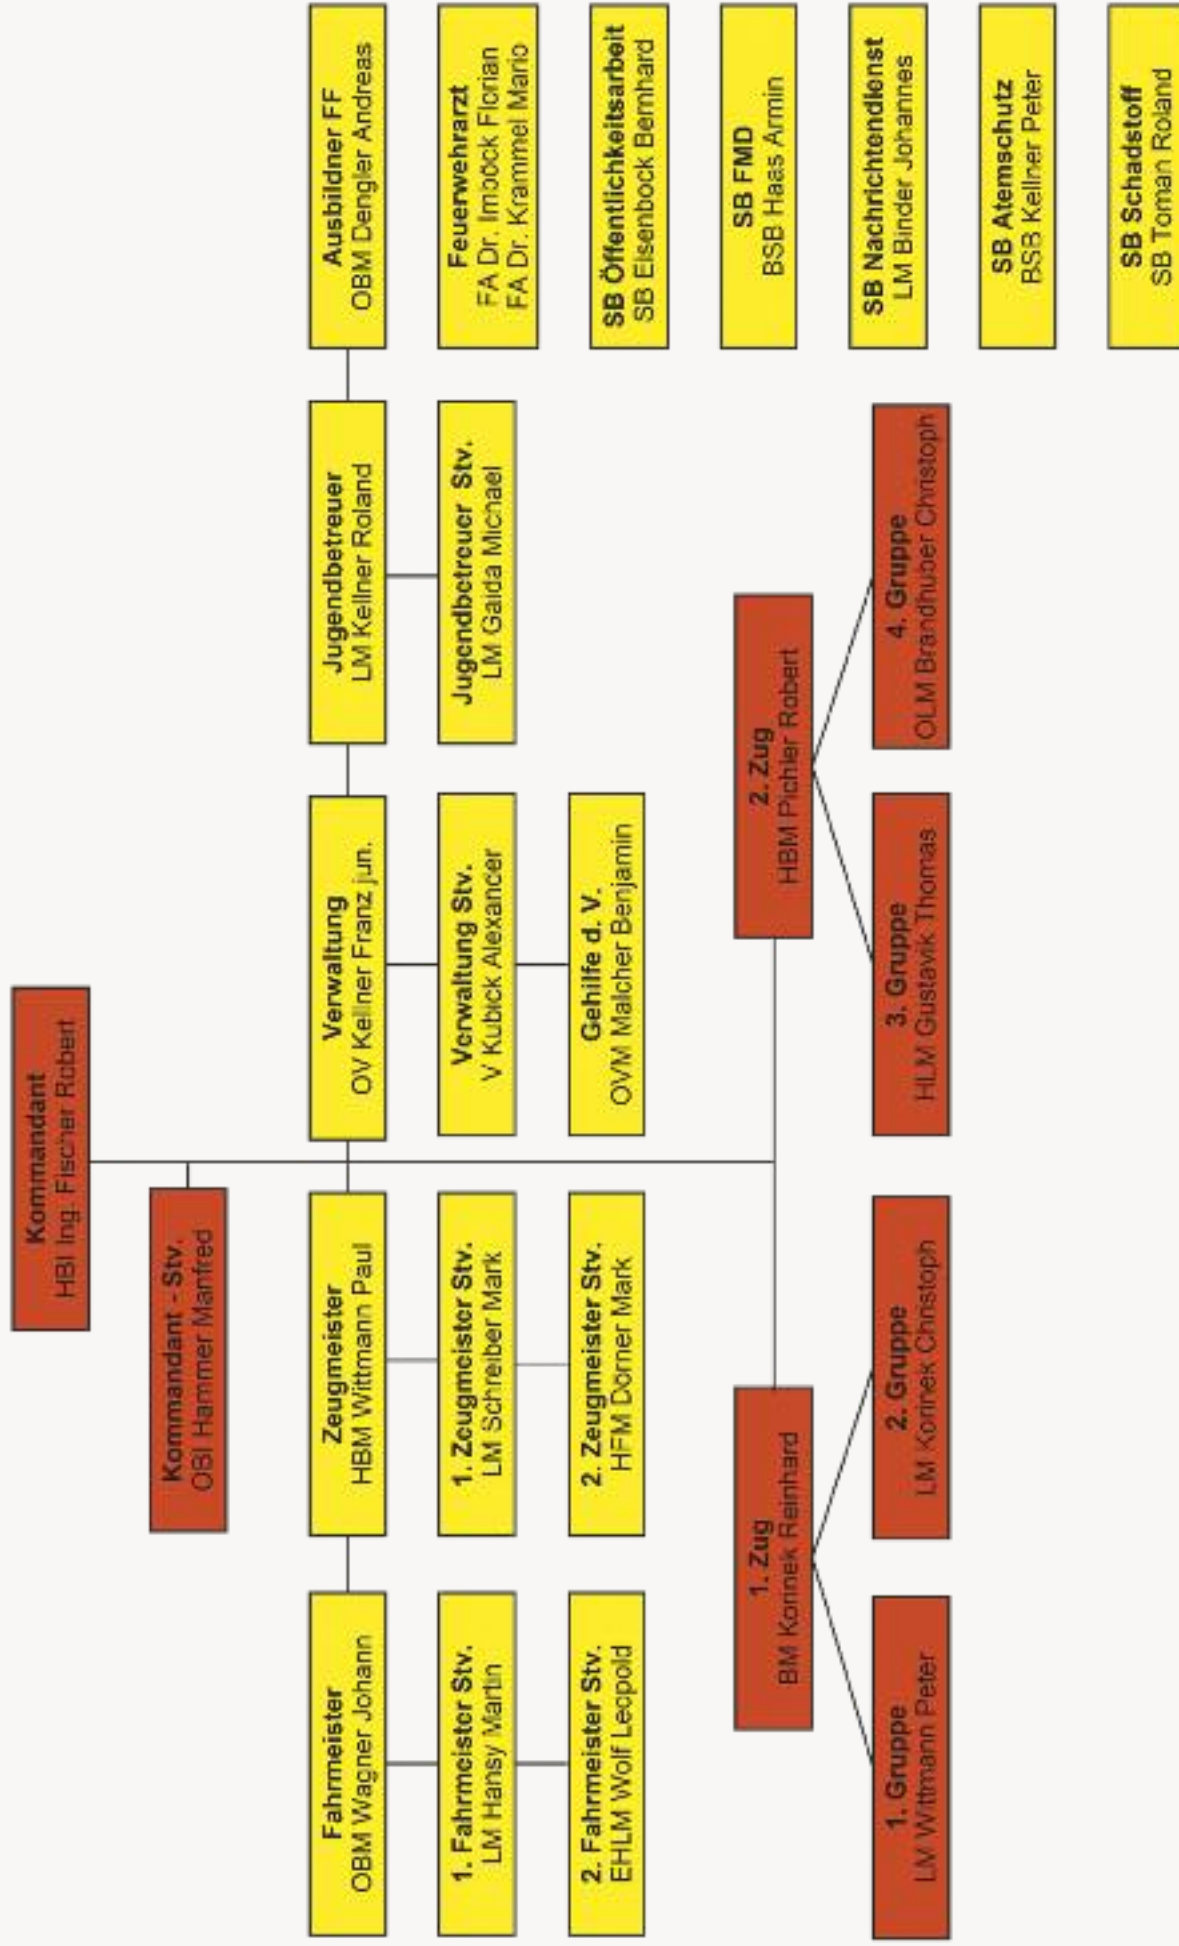 Kommandant
HBI Ing. Fischer Robert
Kommandant - Stv.
OBI Hammer Manfred
Fahrmeister
OBM Wagner Johann
Zeugmeister
HBM Wittmann Paul
Verwaltung
OV Kellner Franz jun.
Jugendbetreuer
LM Kellner Roland
Ausbildner FF
OBM Dengler Andreas
1. Fahrmeister Stv.
LM Hansy Martin
1. Zeugmeister Stv.
LM Schreiber Mark
Verwaltung Stv.
V Kubick Alexander
Jugendbetreuer Stv.
LM Gaida Michael
Feuerwehrarzt
FA Dr. Imböck Florian
FA Dr. Krammel Mario
2. Fahrmeister Stv.
EHLM Wolf Leopold
2. Zeugmeister Stv.
HFM Dorner Mark
Gehilfe d. V.
OVM Malcher Benjamin
SB Öffentlichkeitsarbeit
SB Eisenbock Bernhard
1. Zug
BM Korinek Reinhard
2. Zug
HBM Pichler Robert
SB FMD
BSB Haas Armin
1. Gruppe
LM Wittmann Peter
2. Gruppe
LM Korinek Christoph
3. Gruppe
HLM Gustavik Thomas
4. Gruppe
OLM Brandhuber Christoph
SB Nachrichtendienst
LM Binder Johannes
SB Atemschutz
BSB Kellner Peter
SB Schadstoff
SB Toman Roland